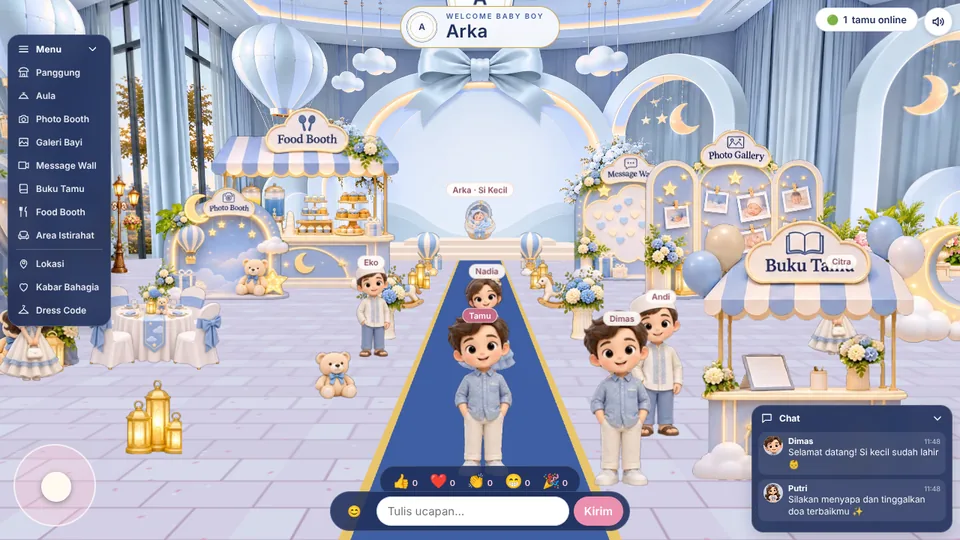 A
A
WELCOME BABY BOY
Arka
1 tamu online
Menu
Panggung
Aula
Photo Booth
Galeri Bayi
Message Wall
Buku Tamu
Food Booth
Area Istirahat
Lokasi
Kabar Bahagia
Dress Code
Food Booth
Photo Booth
Message Wa
Photo Gallery
Buku Tamu
Citra
Arka · Si Kecil
Eko
Nadia
Tamu
Dimas
Andi
👍 0
❤️ 0
👏 0
😁 0
🎉 0
Tulis ucapan...
Kirim
Chat
Dimas
11:48
Selamat datang! Si kecil sudah lahir
👶
Putri
11:48
Silakan menyapa dan tinggalkan
doa terbaikmu ✨